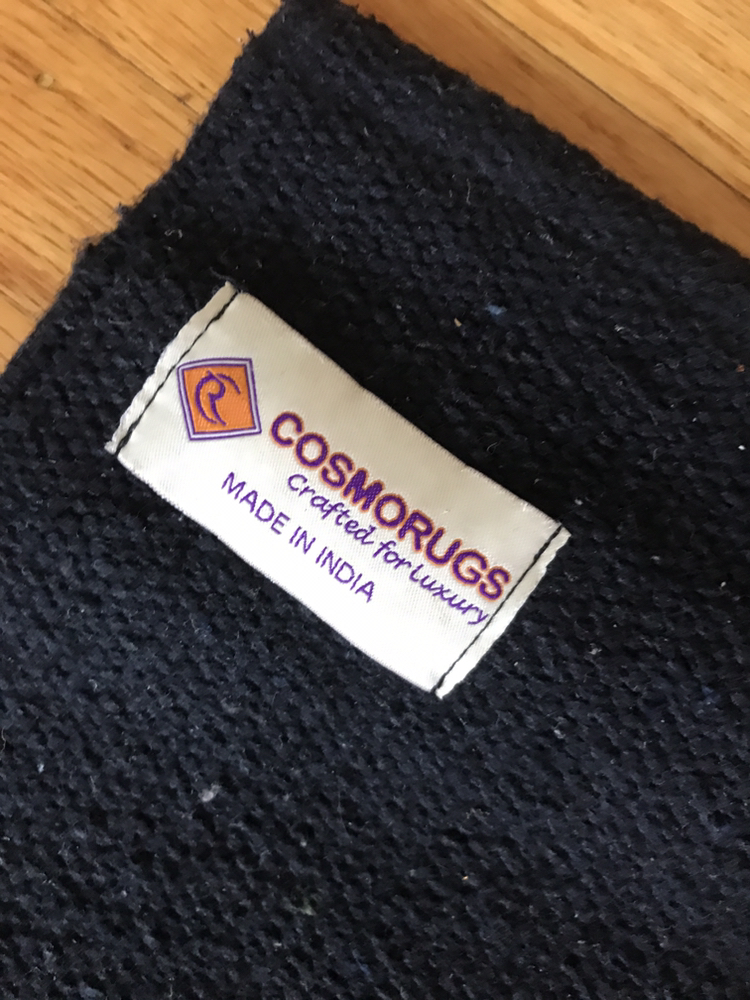 COSMORUGS
Crafted for Luxury
MADE IN INDIA